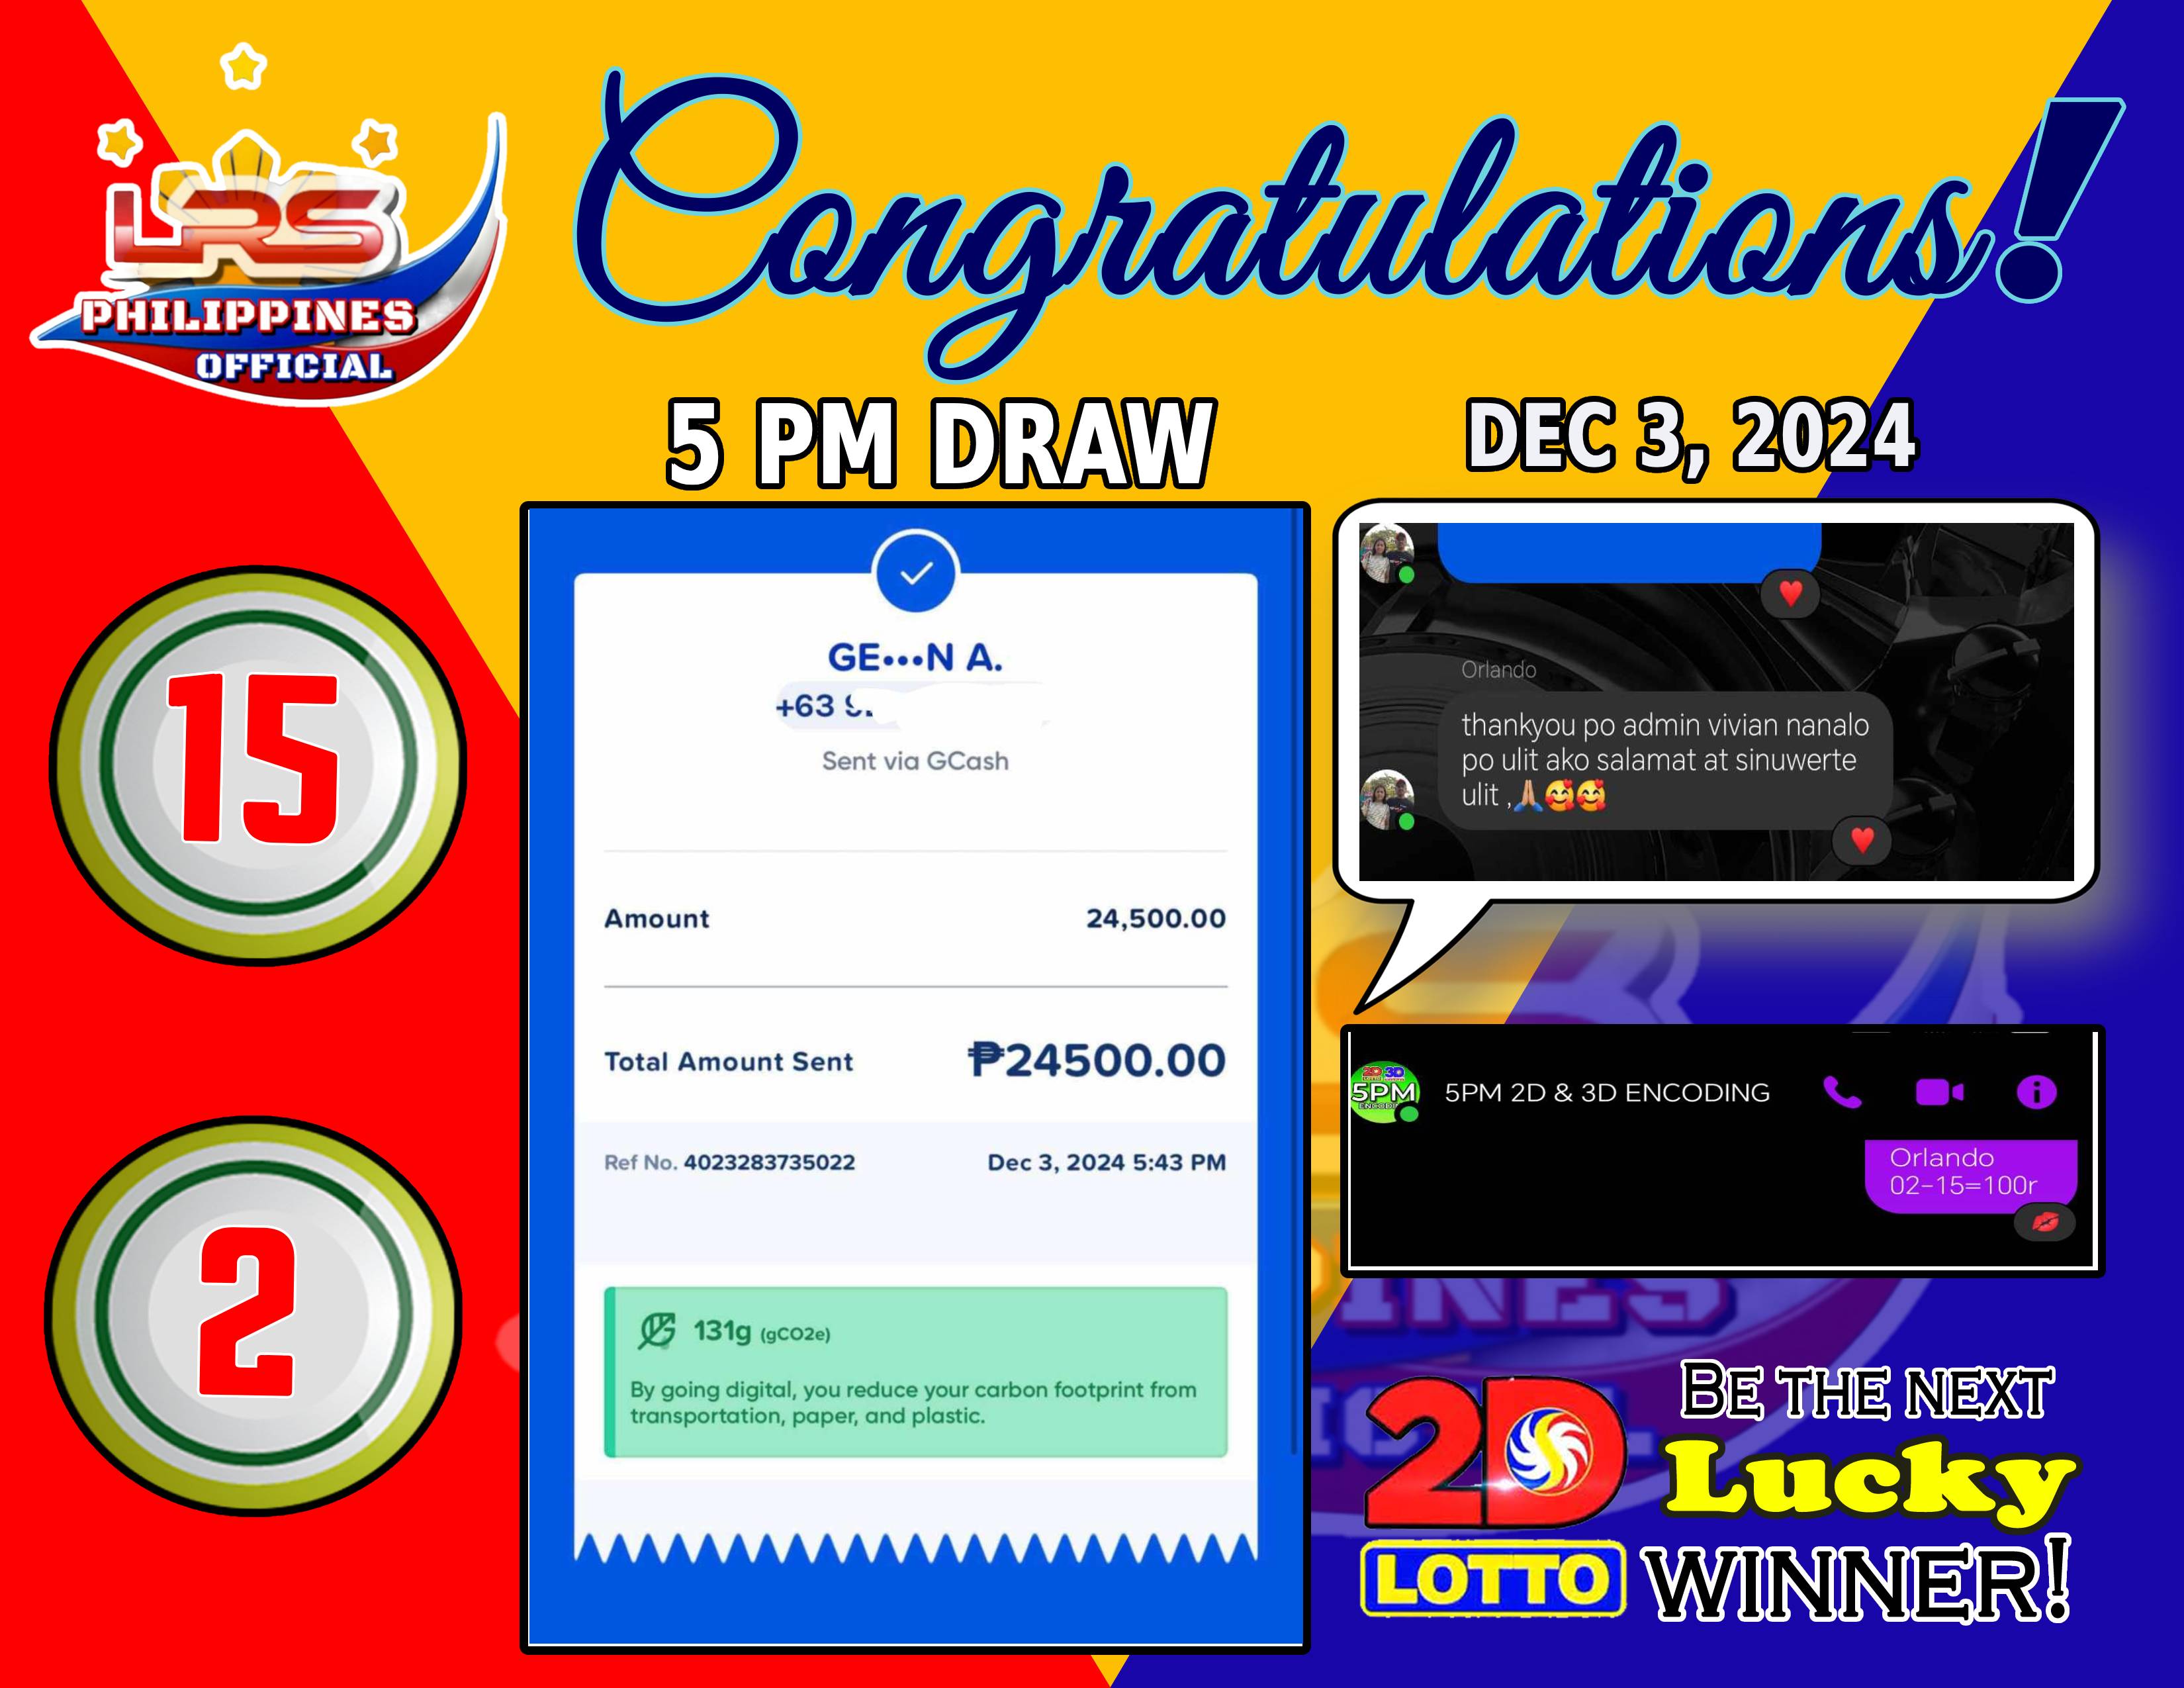 LRS
PHILIPPINES
OFFICIAL
Congratulations!
5 PM DRAW
DEC 3, 2024
15
2
GE•••N A.
+63
Sent via GCash
Amount 24,500.00
Total Amount Sent ₱24500.00
Ref No. 4023283735022 Dec 3, 2024 5:43 PM
131g (gCO2e)
By going digital, you reduce your carbon footprint from
transportation, paper, and plastic.
Orlando
thankyou po admin vivian nanalo
po ulit ako salamat at sinuwerte
ulit ,🙏🥰🥰
2D 3D
5PM
5PM 2D & 3D ENCODING
Orlando
02-15=100r
2D
LOTTO
BE THE NEXT
Lucky
WINNER!